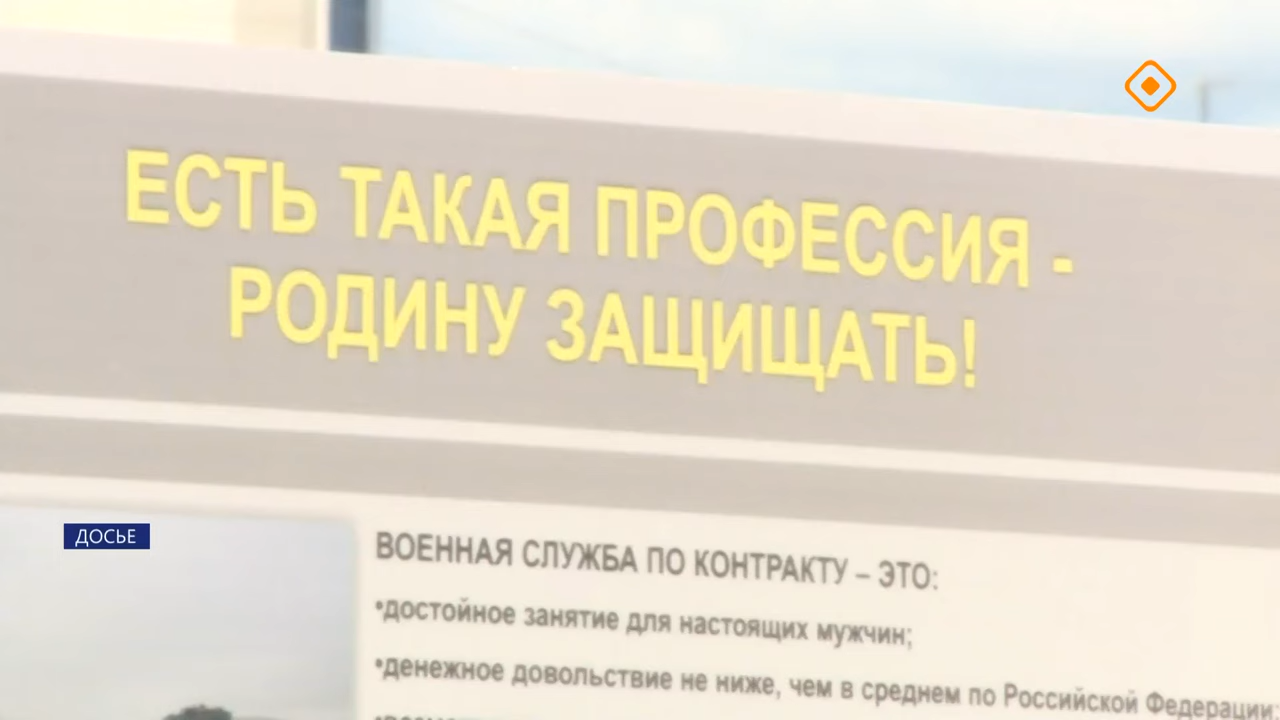 ЕСТЬ ТАКАЯ ПРОФЕССИЯ -
РОДИНУ ЗАЩИЩАТЬ!
ДОСЬЕ
ВОЕННАЯ СЛУЖБА ПО КОНТРАКТУ – ЭТО:
•достойное занятие для настоящих мужчин;
•денежное довольствие не ниже, чем в среднем по Российской Федерации;